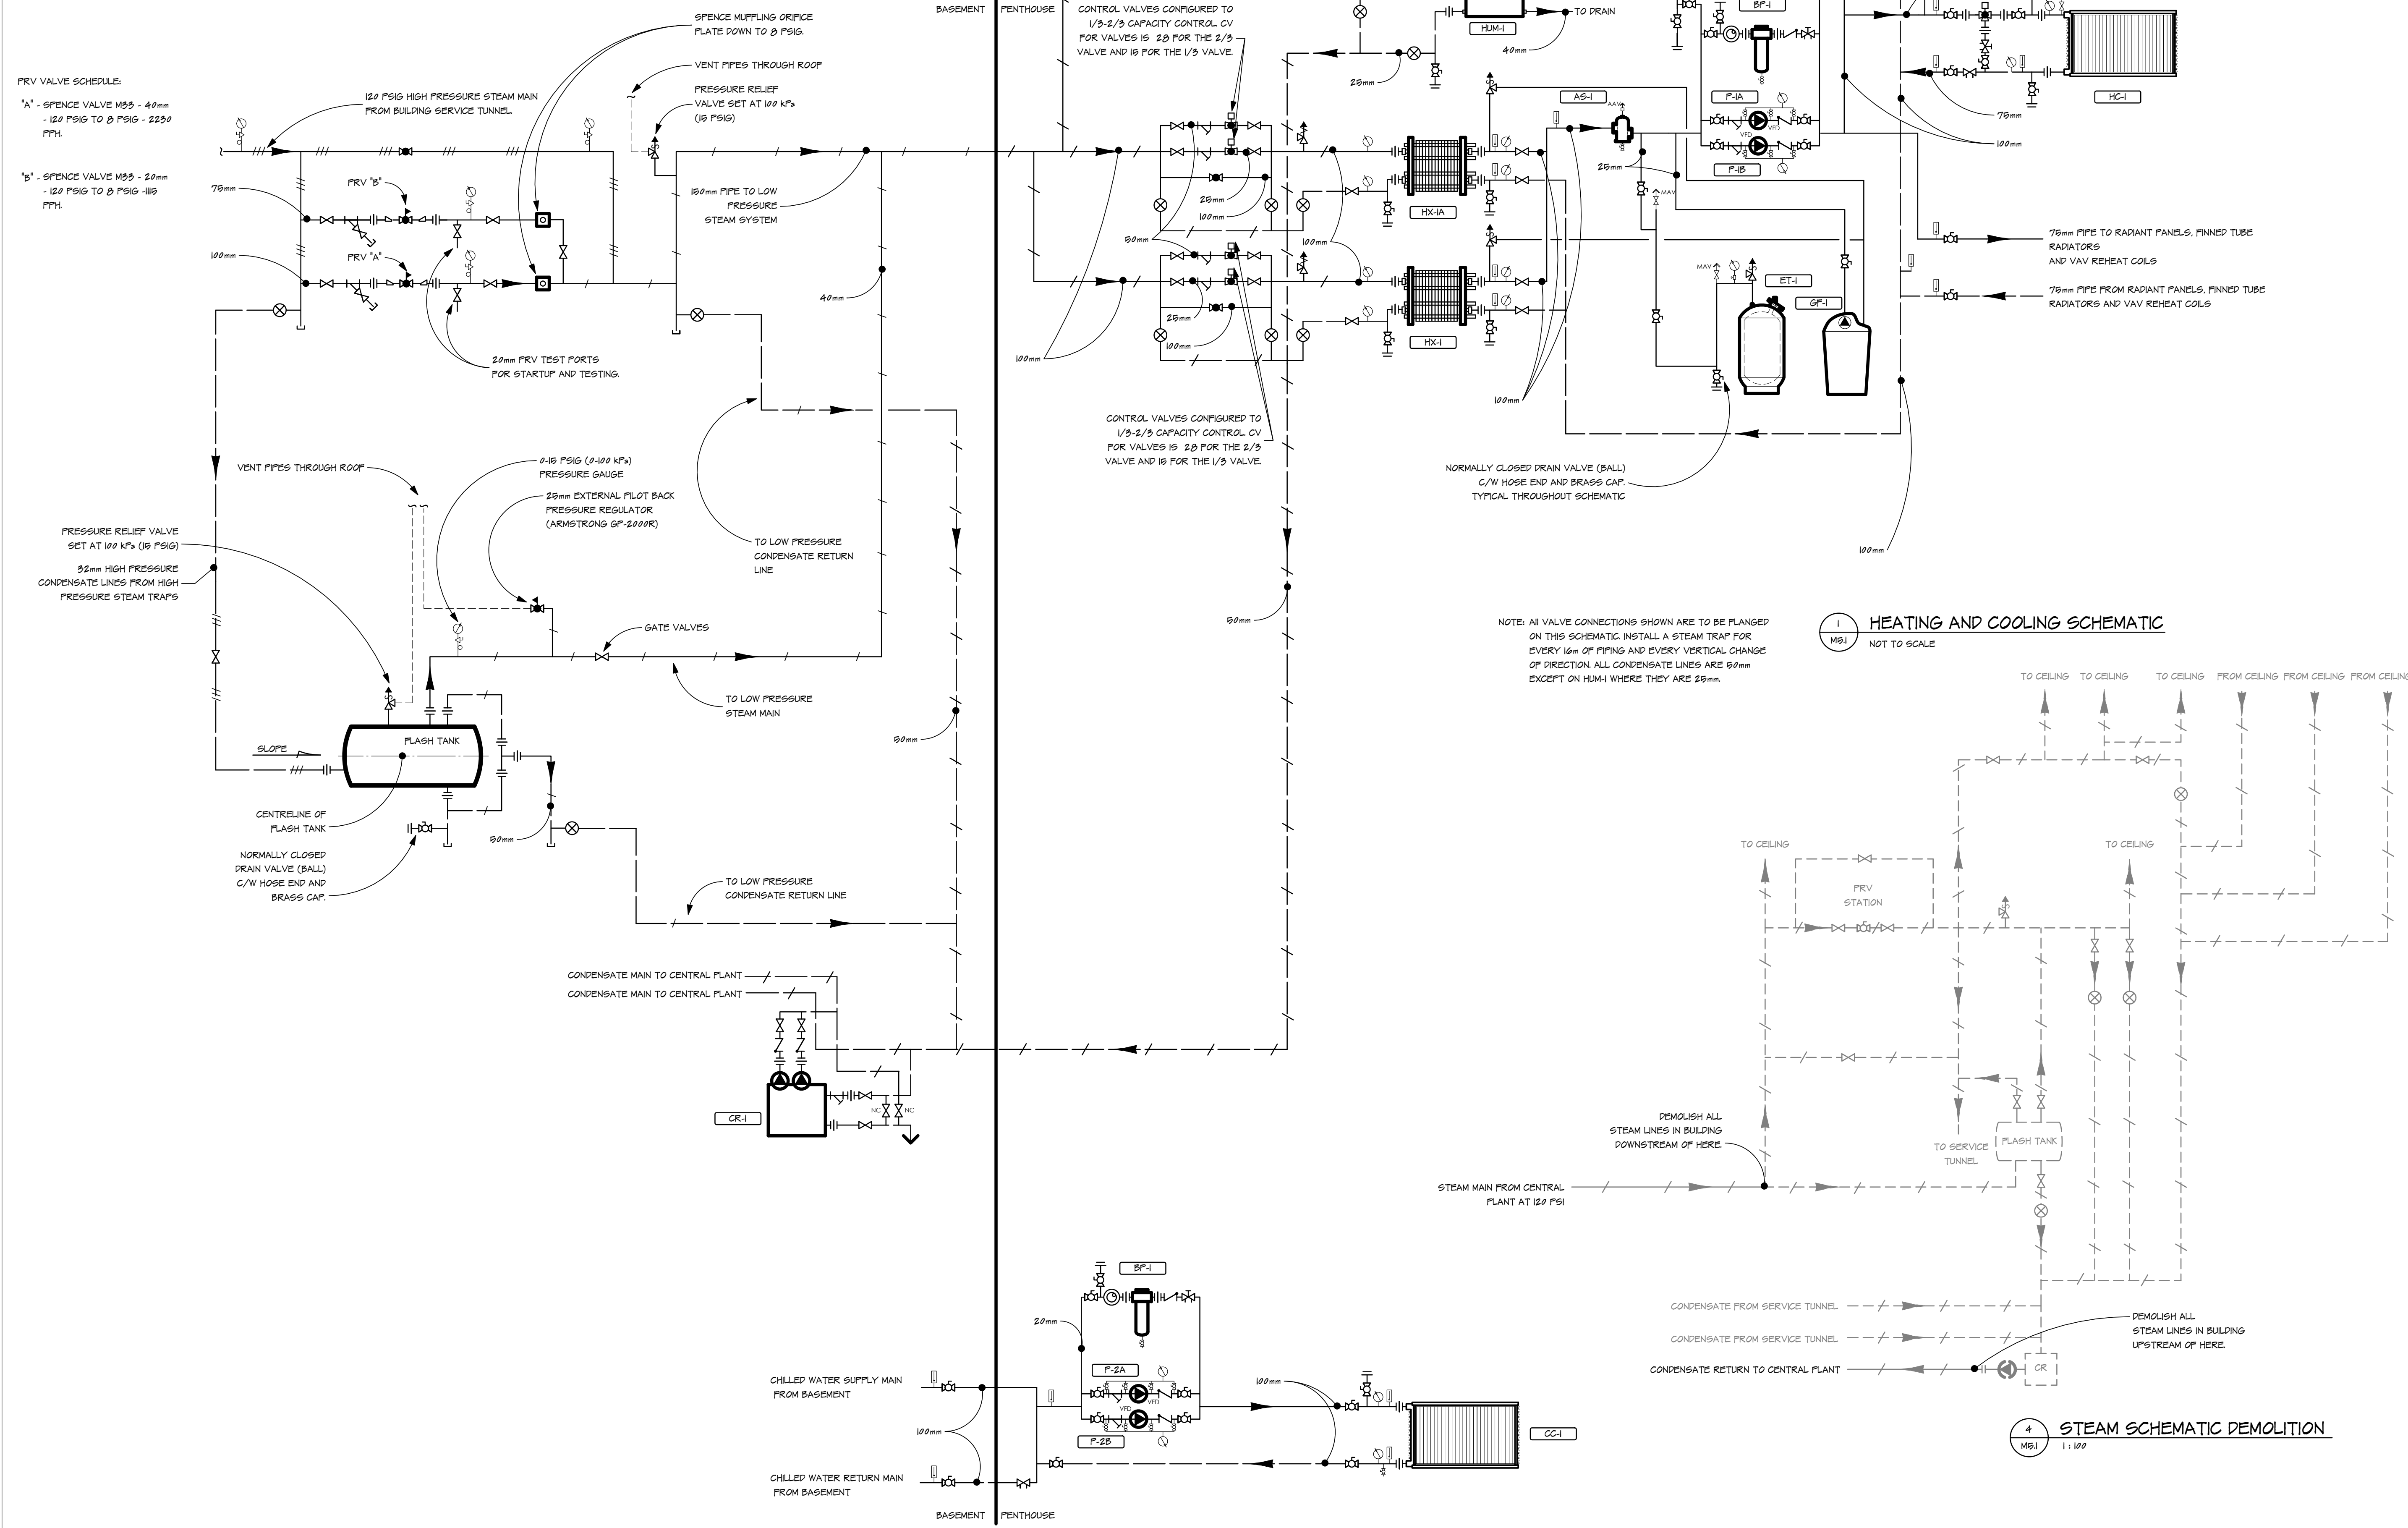 BASEMENT
PENTHOUSE
SPENCE MUFFLING ORIFICE
PLATE DOWN TO 8 PSIG.
CONTROL VALVES CONFIGURED TO
1/3-2/3 CAPACITY CONTROL CV
FOR VALVES IS 28 FOR THE 2/3
VALVE AND 15 FOR THE 1/3 VALVE.
HUM-1
TO DRAIN
40mm
25mm
PRV VALVE SCHEDULE:
"A" - SPENCE VALVE M33 - 40mm
- 120 PSIG TO 8 PSIG - 2230
PPH.
"B" - SPENCE VALVE M33 - 20mm
- 120 PSIG TO 8 PSIG -1115
PPH.
120 PSIG HIGH PRESSURE STEAM MAIN
FROM BUILDING SERVICE TUNNEL
VENT PIPES THROUGH ROOF
PRESSURE RELIEF
VALVE SET AT 100 kPa
(15 PSIG)
75mm
PRV "B"
100mm
PRV "A"
150mm PIPE TO LOW
PRESSURE
STEAM SYSTEM
40mm
20mm PRV TEST PORTS
FOR STARTUP AND TESTING.
25mm
100mm
50mm
100mm
25mm
100mm
100mm
HX-1A
HX-1
100mm
AS-1
AAV
25mm
MAV
MAV
ET-1
GF-1
BP-1
P-1A
VFD
VFD
P-1B
HC-1
75mm
100mm
75mm PIPE TO RADIANT PANELS, FINNED TUBE
RADIATORS
AND VAV REHEAT COILS
75mm PIPE FROM RADIANT PANELS, FINNED TUBE
RADIATORS AND VAV REHEAT COILS
CONTROL VALVES CONFIGURED TO
1/3-2/3 CAPACITY CONTROL CV
FOR VALVES IS 28 FOR THE 2/3
VALVE AND 15 FOR THE 1/3 VALVE.
NORMALLY CLOSED DRAIN VALVE (BALL)
C/W HOSE END AND BRASS CAP.
TYPICAL THROUGHOUT SCHEMATIC
100mm
VENT PIPES THROUGH ROOF
0-15 PSIG (0-100 kPa)
PRESSURE GAUGE
25mm EXTERNAL PILOT BACK
PRESSURE REGULATOR
(ARMSTRONG GP-2000R)
TO LOW PRESSURE
CONDENSATE RETURN
LINE
PRESSURE RELIEF VALVE
SET AT 100 kPa (15 PSIG)
32mm HIGH PRESSURE
CONDENSATE LINES FROM HIGH
PRESSURE STEAM TRAPS
GATE VALVES
50mm
TO LOW PRESSURE
STEAM MAIN
50mm
FLASH TANK
SLOPE
CENTRELINE OF
FLASH TANK
50mm
NORMALLY CLOSED
DRAIN VALVE (BALL)
C/W HOSE END AND
BRASS CAP.
TO LOW PRESSURE
CONDENSATE RETURN LINE
CONDENSATE MAIN TO CENTRAL PLANT
CONDENSATE MAIN TO CENTRAL PLANT
CR-1
NC
NC
NOTE: All VALVE CONNECTIONS SHOWN ARE TO BE FLANGED
ON THIS SCHEMATIC. INSTALL A STEAM TRAP FOR
EVERY 16m OF PIPING AND EVERY VERTICAL CHANGE
OF DIRECTION. ALL CONDENSATE LINES ARE 50mm
EXCEPT ON HUM-1 WHERE THEY ARE 25mm.
1
M5.1
HEATING AND COOLING SCHEMATIC
NOT TO SCALE
TO CEILING
TO CEILING
TO CEILING
FROM CEILING
FROM CEILING
FROM CEILING
TO CEILING
TO CEILING
PRV
STATION
DEMOLISH ALL
STEAM LINES IN BUILDING
DOWNSTREAM OF HERE.
TO SERVICE
TUNNEL
FLASH TANK
STEAM MAIN FROM CENTRAL
PLANT AT 120 PSI
CONDENSATE FROM SERVICE TUNNEL
CONDENSATE FROM SERVICE TUNNEL
CONDENSATE RETURN TO CENTRAL PLANT
CR
DEMOLISH ALL
STEAM LINES IN BUILDING
UPSTREAM OF HERE.
4
M5.1
STEAM SCHEMATIC DEMOLITION
1 : 100
BP-1
20mm
P-2A
VFD
VFD
P-2B
CHILLED WATER SUPPLY MAIN
FROM BASEMENT
100mm
CHILLED WATER RETURN MAIN
FROM BASEMENT
100mm
CC-1
BASEMENT
PENTHOUSE